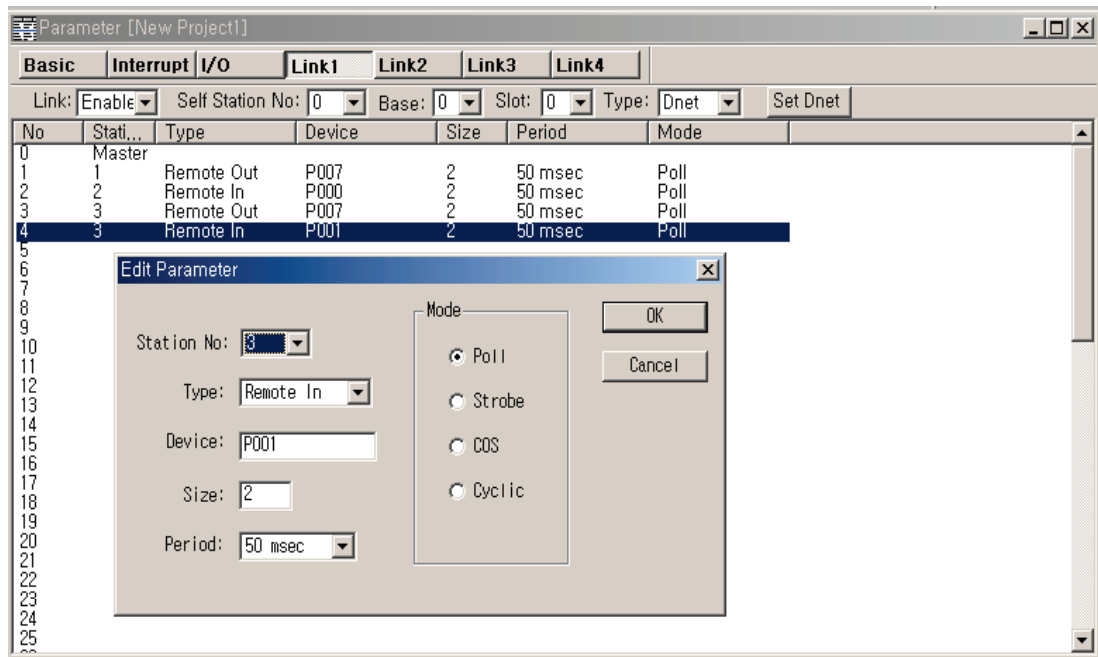 Parameter [New Project1]
Basic Interrupt I/O Link1 Link2 Link3 Link4
Link: Enable Self Station No: 0 Base: 0 Slot: 0 Type: Dnet Set Dnet
No Stati... Type Device Size Period Mode
0 Master
1 1 Remote Out P007 2 50 msec Poll
2 2 Remote In P000 2 50 msec Poll
3 3 Remote Out P007 2 50 msec Poll
4 3 Remote In P001 2 50 msec Poll
5
6
7
8
9
10
11
12
13
14
15
16
17
18
19
20
21
22
23
24
25
Edit Parameter
Station No: 3
Type: Remote In
Device: P001
Size: 2
Period: 50 msec
Mode
Poll
Strobe
COS
Cyclic
OK
Cancel